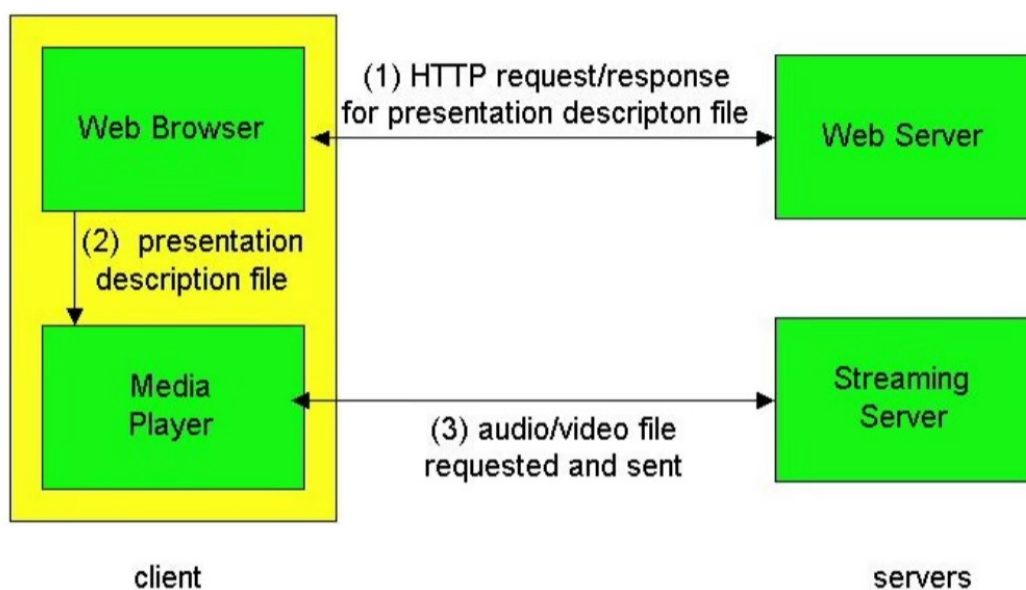 (1) HTTP request/response
for presentation descripton file
Web Browser
Web Server
(2) presentation
description file
Media
Player
Streaming
Server
(3) audio/video file
requested and sent
client
servers